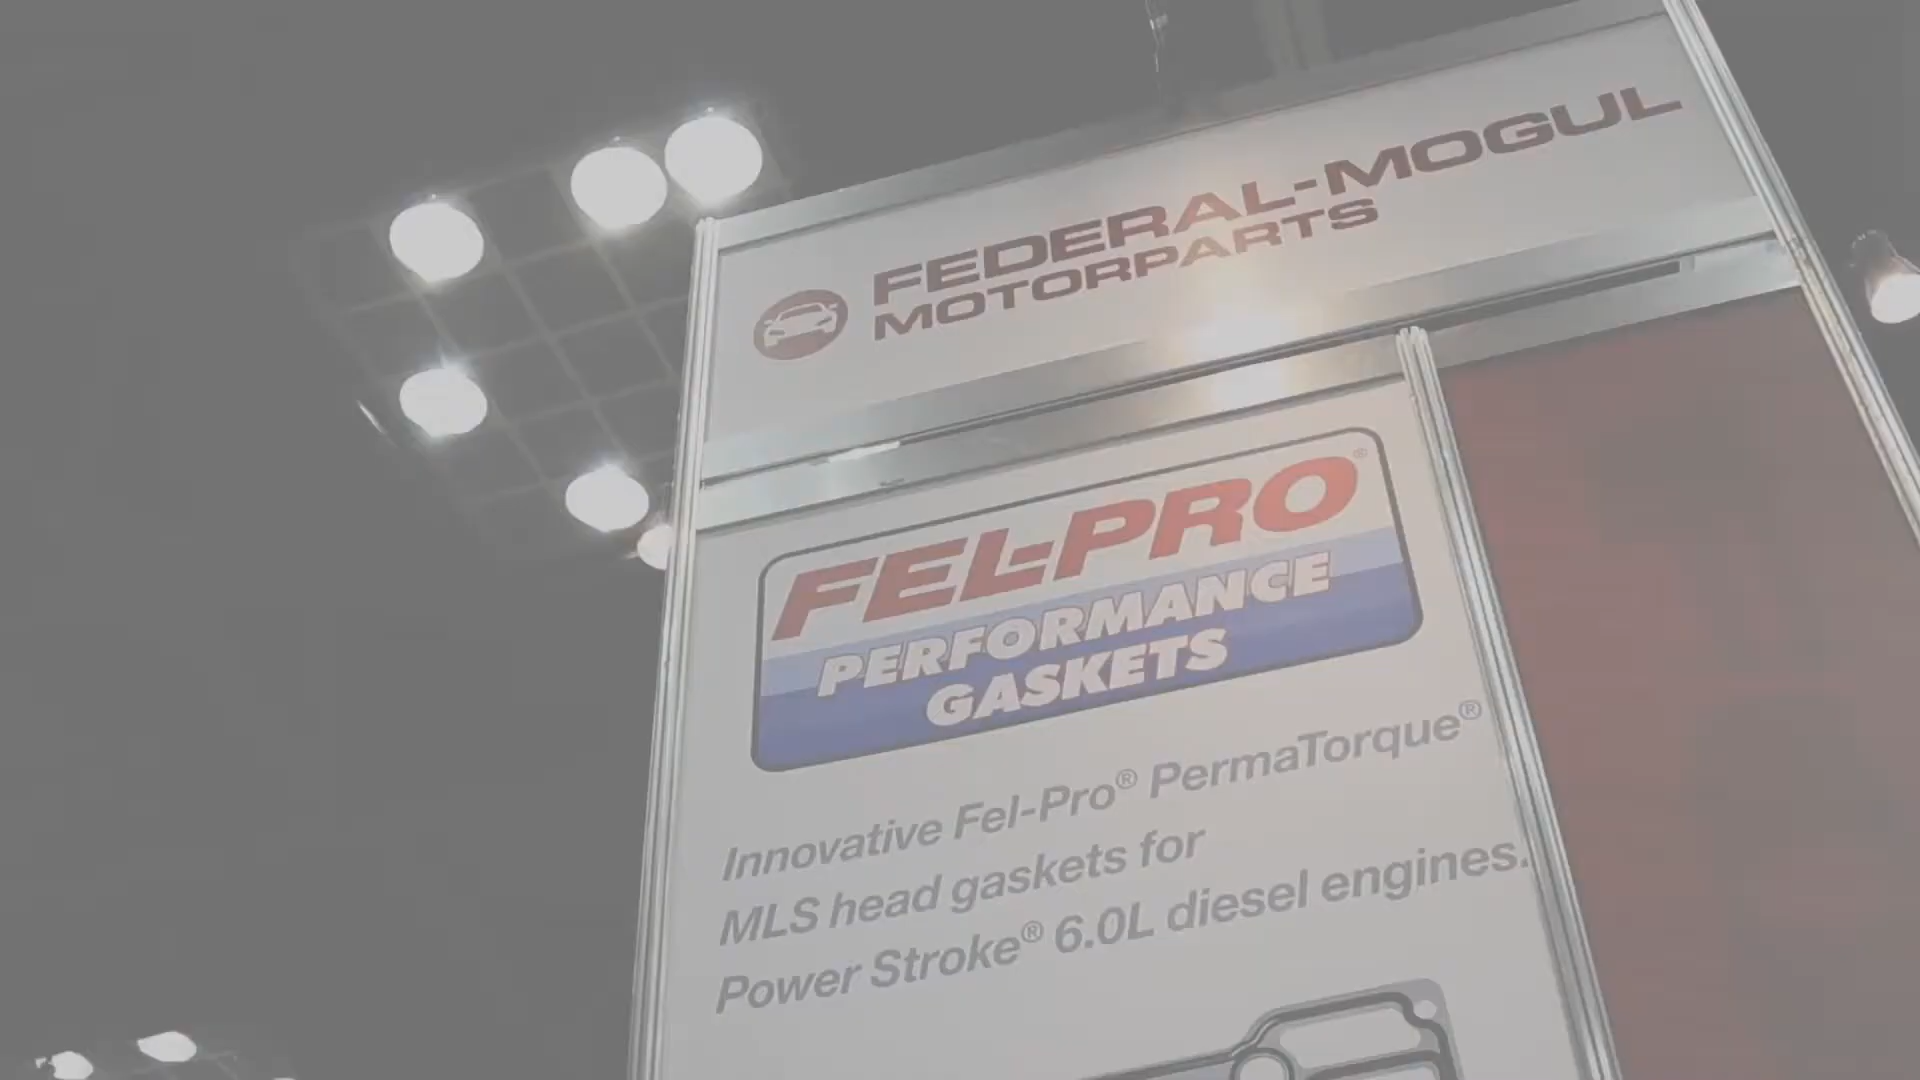 FEDERAL-MOGUL
MOTORPARTS
FEL-PRO®
PERFORMANCE
GASKETS
Innovative Fel-Pro® PermaTorque®
MLS head gaskets for
Power Stroke® 6.0L diesel engines.